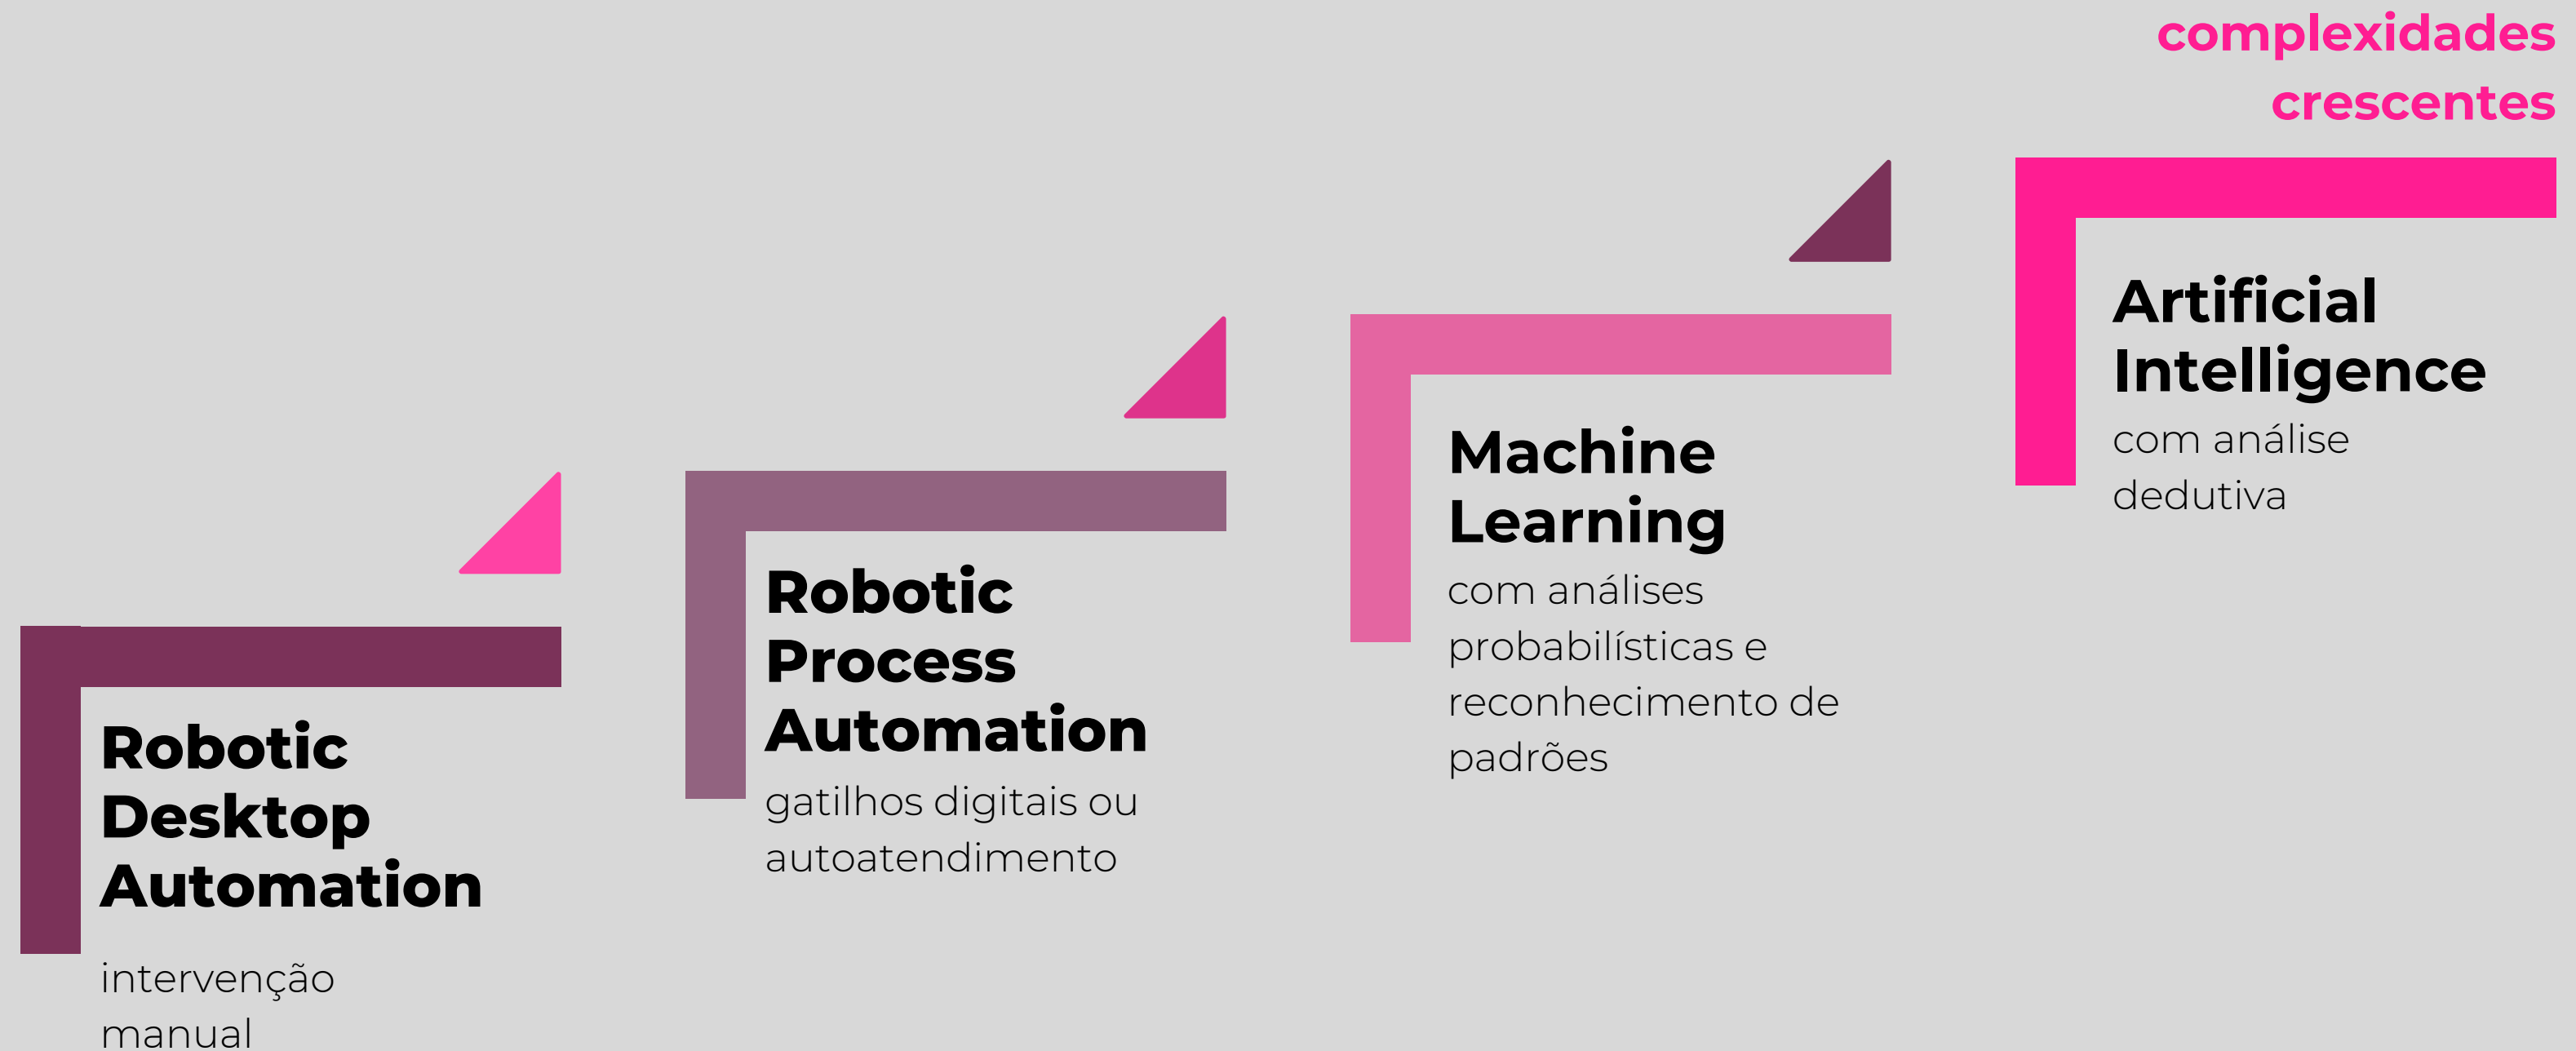 complexidades
crescentes
Robotic
Desktop
Automation
intervenção
manual
Robotic
Process
Automation
gatilhos digitais ou
autoatendimento
Machine
Learning
com análises
probabilísticas e
reconhecimento de
padrões
Artificial
Intelligence
com análise
dedutiva